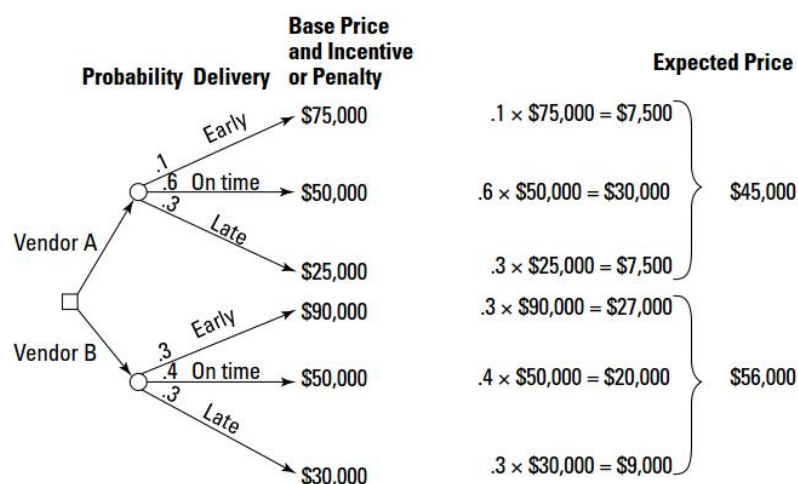 Base Price
and Incentive
Probability Delivery or Penalty
Expected Price
Early
$75,000
.1 × $75,000 = $7,500
.1
.6 On time
$50,000
.6 × $50,000 = $30,000
$45,000
.3
Late
Vendor A
$25,000
.3 × $25,000 = $7,500
Early
$90,000
.3 × $90,000 = $27,000
Vendor B
.3
.4 On time
$50,000
.4 × $50,000 = $20,000
$56,000
.3
Late
$30,000
.3 × $30,000 = $9,000